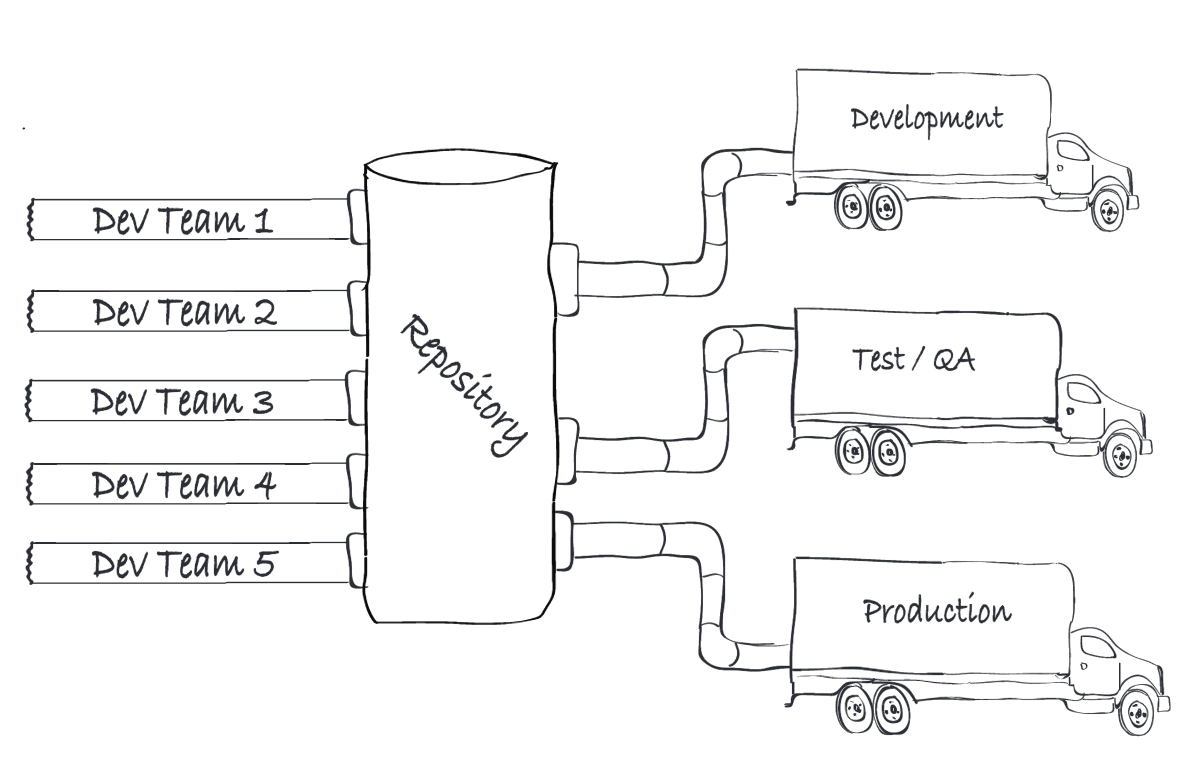 Development
Dev Team 1
Dev Team 2
Repository
Test / QA
Dev Team 3
Dev Team 4
Dev Team 5
Production